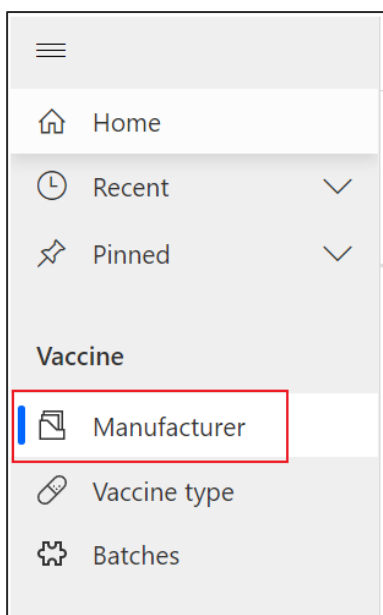 Home
Recent
Pinned
Vaccine
Manufacturer
Vaccine type
Batches